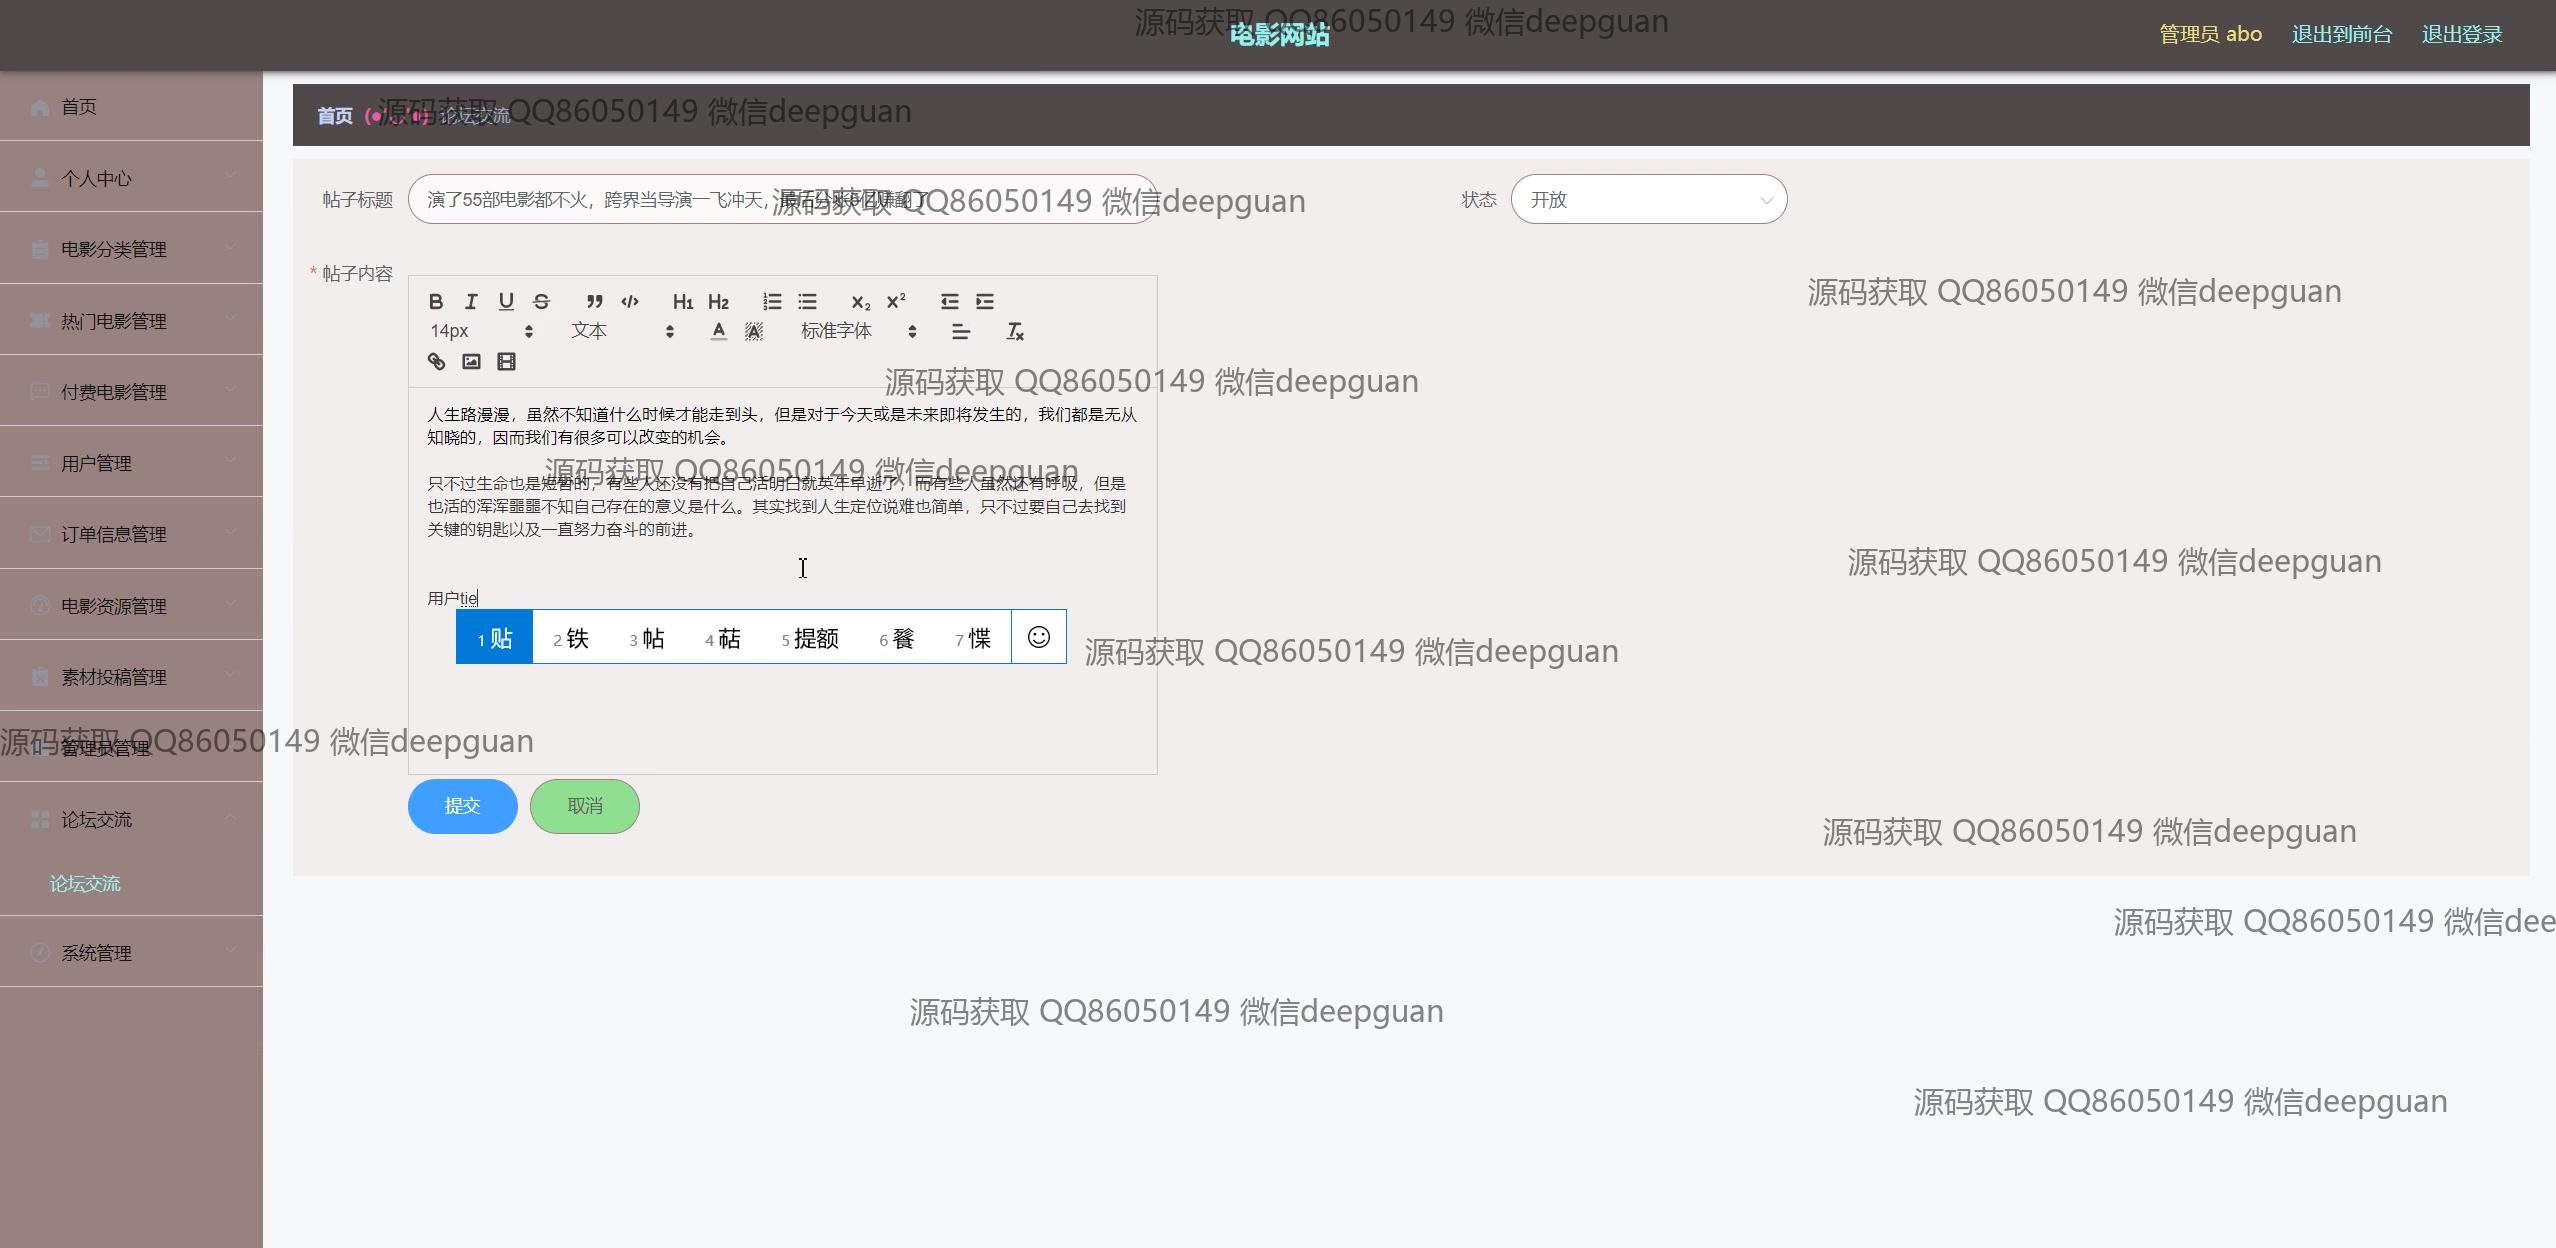 源码获取 QQ86050149 微信deepguan
电影网站
管理员 abo
退出到前台
退出登录
首页
个人中心
电影分类管理
热门电影管理
付费电影管理
用户管理
订单信息管理
电影资源管理
素材投稿管理
管理员管理
论坛交流
论坛交流
系统管理
源码获取 QQ86050149 微信deepguan
首页
论坛交流
帖子标题
演了55部电影都不火，跨界当导演一飞冲天，
源码获取 QQ86050149 微信deepguan
状态
开放
* 帖子内容
源码获取 QQ86050149 微信deepguan
B I U S H1 H2 X2 X2
14px 文本 A A 标准字体 Tx
源码获取 QQ86050149 微信deepguan
人生路漫漫，虽然不知道什么时候才能走到头，但是对于今天或是未来即将发生的，我们都是无从
知晓的，因而我们有很多可以改变的机会。
源码获取 QQ86050149 微信deepguan
只不过生命也是短暂的，有些人还没有把自己活明白就英年早逝了，而有些人虽然还有呼吸，但是
也活的浑浑噩噩不知自己存在的意义是什么。其实找到人生定位说难也简单，只不过要自己去找到
关键的钥匙以及一直努力奋斗的前进。
源码获取 QQ86050149 微信deepguan
用户tie
1 贴 2 铁 3 帖 4 萜 5 提额 6 餮 7 惵
源码获取 QQ86050149 微信deepguan
源码获取 QQ86050149 微信deepguan
提交
取消
源码获取 QQ86050149 微信deepguan
源码获取 QQ86050149 微信dee
源码获取 QQ86050149 微信deepguan
源码获取 QQ86050149 微信deepguan